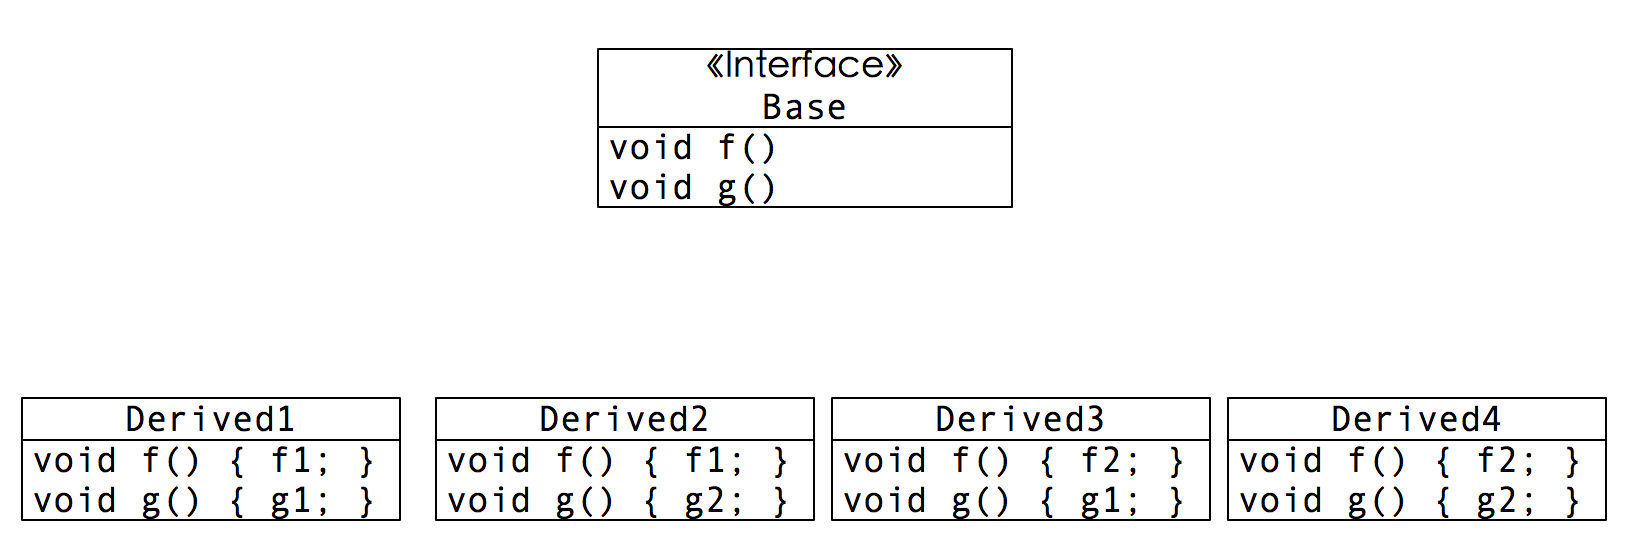 《Interface》
Base
void f()
void g()
Derived1
void f() { f1; }
void g() { g1; }
Derived2
void f() { f1; }
void g() { g2; }
Derived3
void f() { f2; }
void g() { g1; }
Derived4
void f() { f2; }
void g() { g2; }